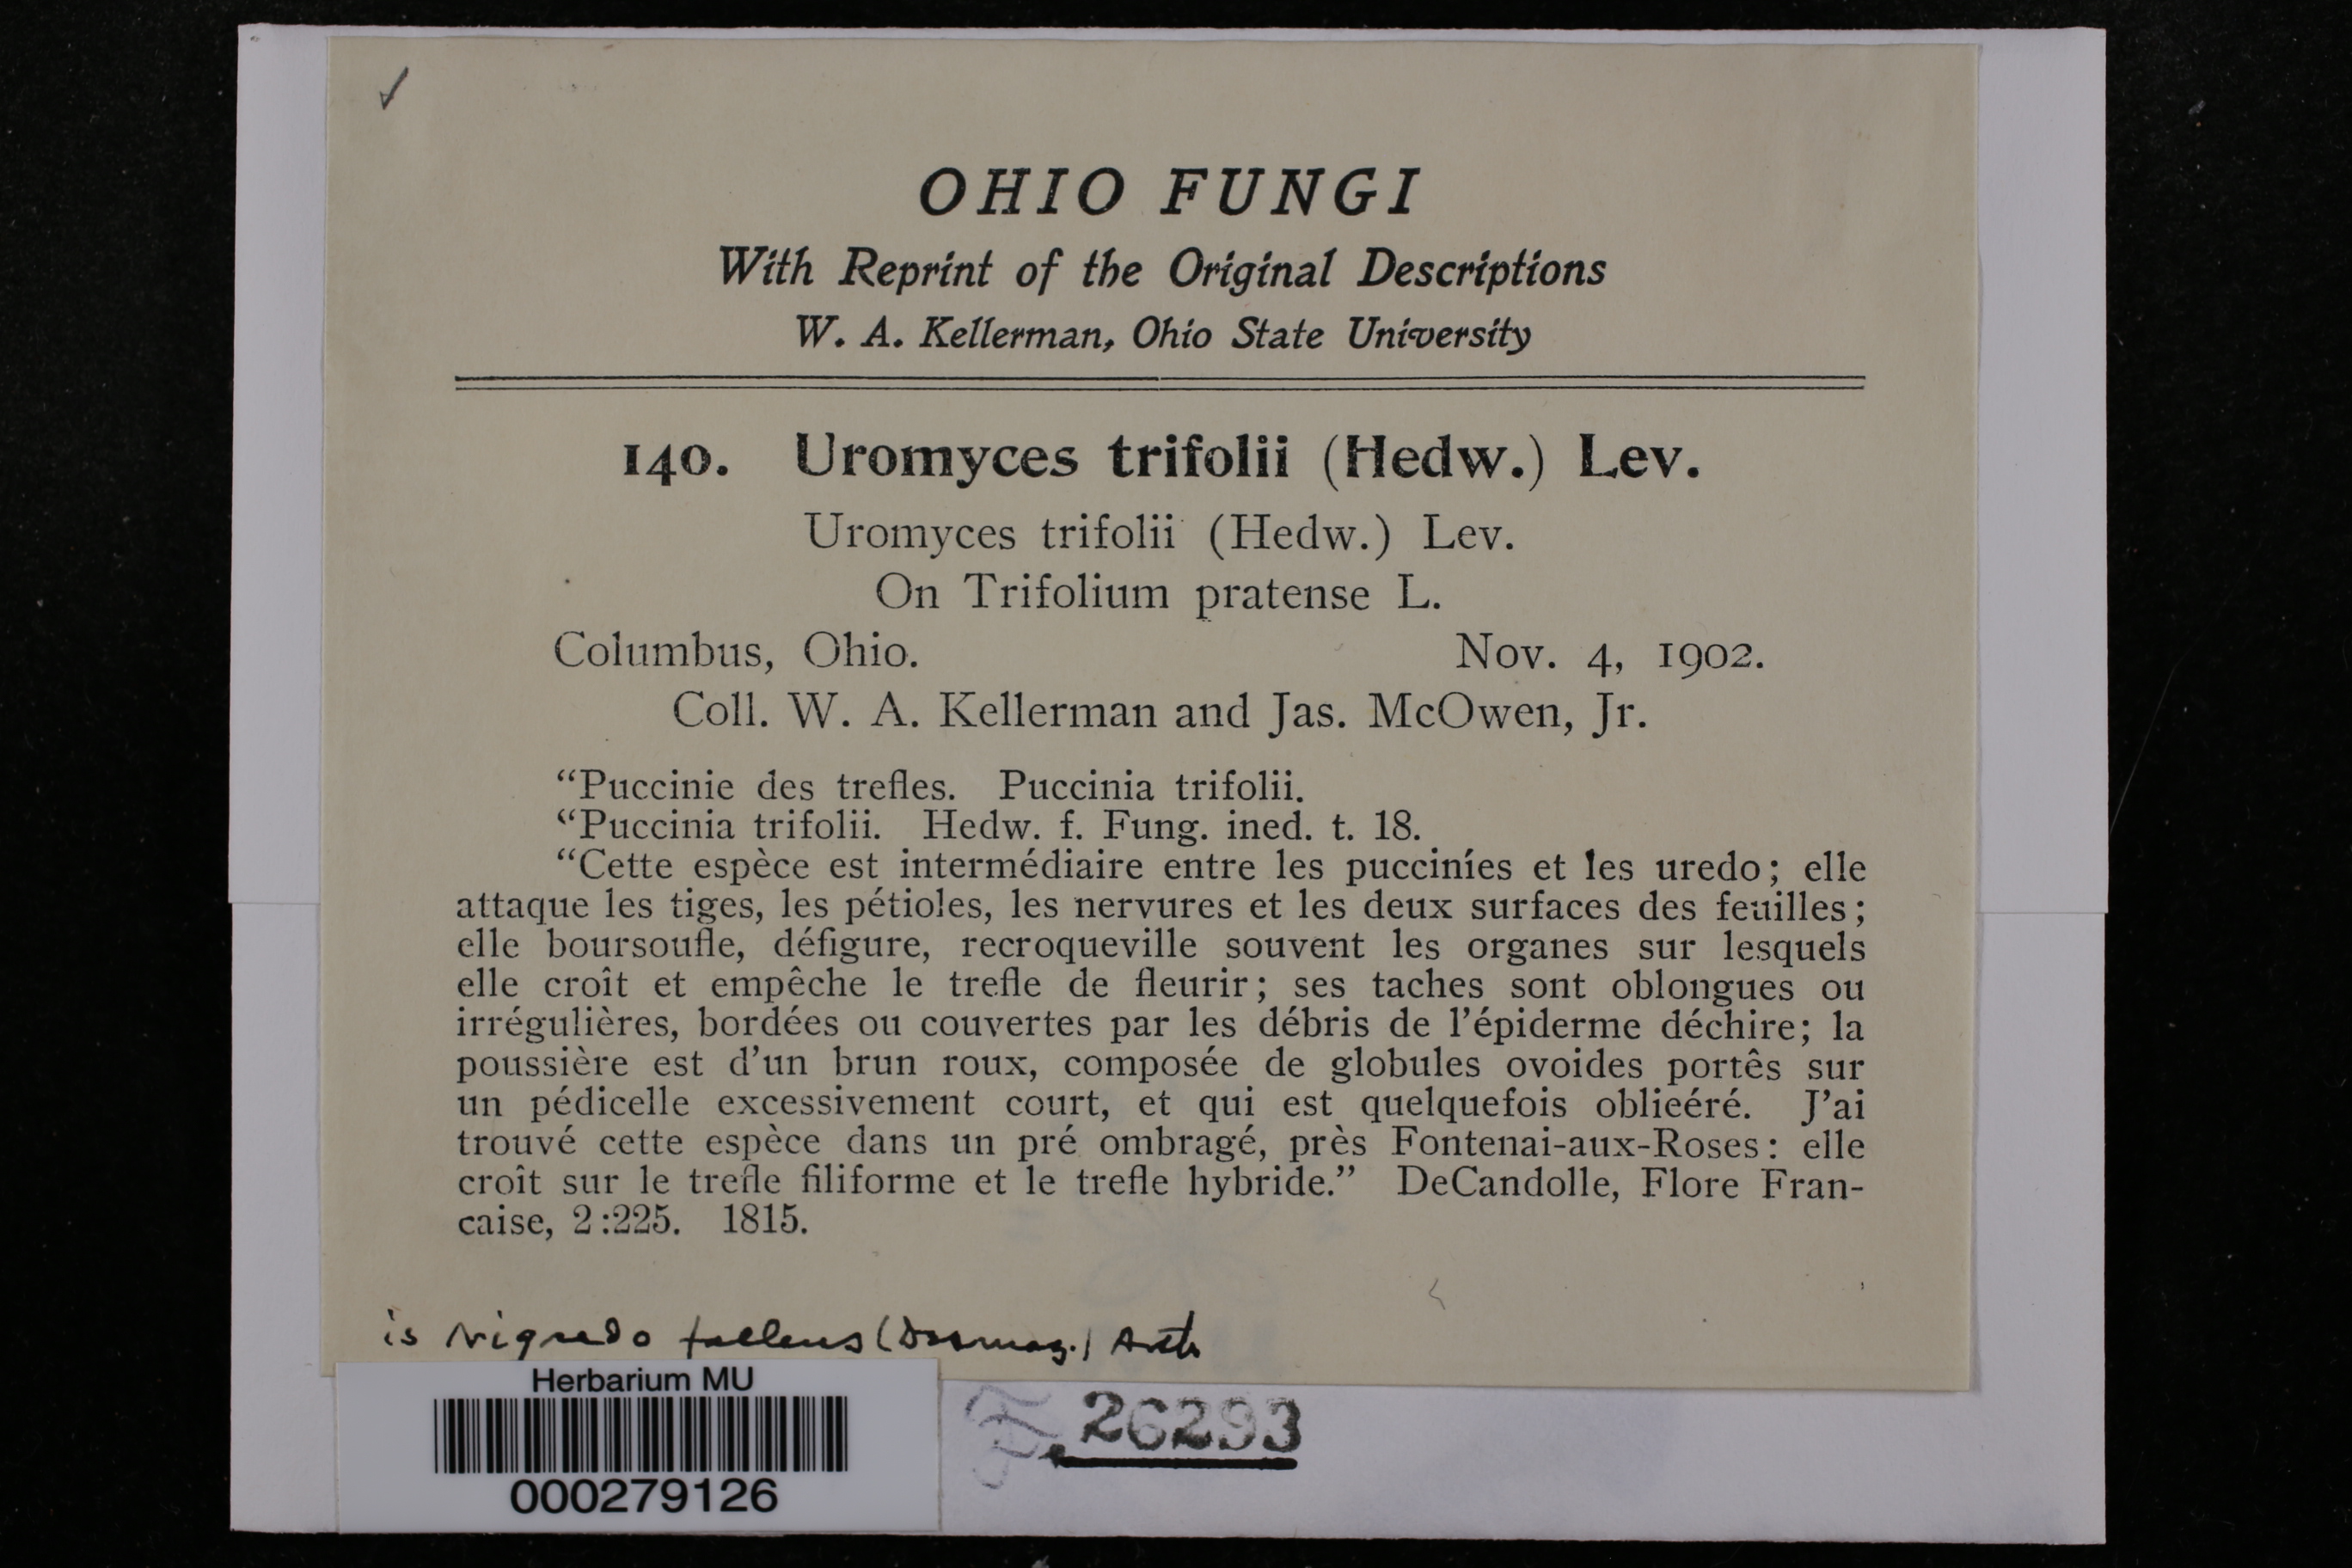 OHIO FUNGI
With Reprint of the Original Descriptions
W. A. Kellerman, Ohio State University
140. Uromyces trifolii (Hedw.) Lev.
Uromyces trifolii (Hedw.) Lev.
On Trifolium pratense L.
Columbus, Ohio. Nov. 4, 1902.
Coll. W. A. Kellerman and Jas. McOwen, Jr.
“Puccinie des trefles. Puccinia trifolii.
“Puccinia trifolii. Hedw. f. Fung. ined. t. 18.
“Cette espèce est intermédiaire entre les pucciníes et les uredo; elle
attaque les tiges, les pétioles, les nervures et les deux surfaces des feuilles;
elle boursoufle, défigure, recroqueville souvent les organes sur lesquels
elle croît et empêche le trefle de fleurir; ses taches sont oblongues ou
irrégulières, bordées ou couvertes par les débris de l’épiderme déchire; la
poussière est d’un brun roux, composée de globules ovoides portês sur
un pédicelle excessivement court, et qui est quelquefois oblieéré. J’ai
trouvé cette espèce dans un pré ombragé, près Fontenai-aux-Roses: elle
croît sur le trefle filiforme et le trefle hybride.” DeCandolle, Flore Fran-
caise, 2:225. 1815.
is Nigredo fallens (Desmaz.) Arth
Herbarium MU
000279126
F. 26293